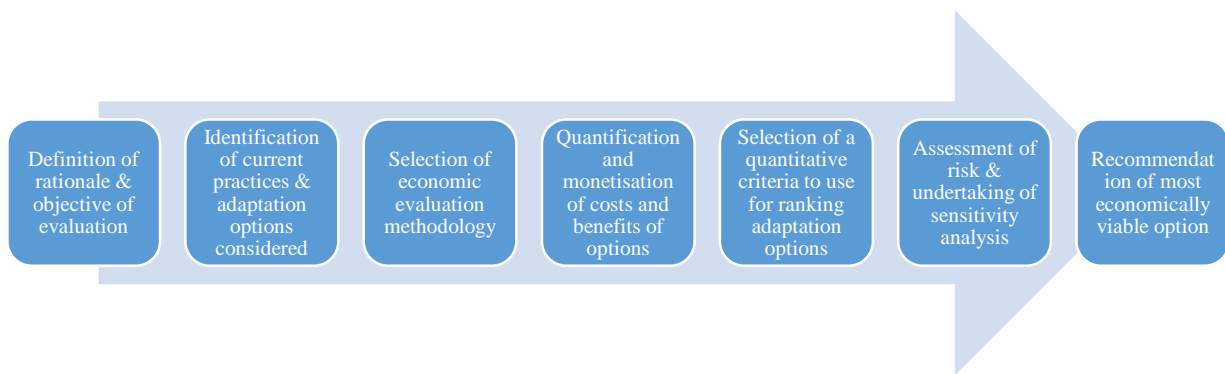 Definition of
rationale &
objective of
evaluation
Identification
of current
practices &
adaptation
options
considered
Selection of
economic
evaluation
methodology
Quantification
and
monetisation
of costs and
benefits of
options
Selection of a
quantitative
criteria to use
for ranking
adaptation
options
Assessment of
risk &
undertaking of
sensitivity
analysis
Recommendat
ion of most
economically
viable option